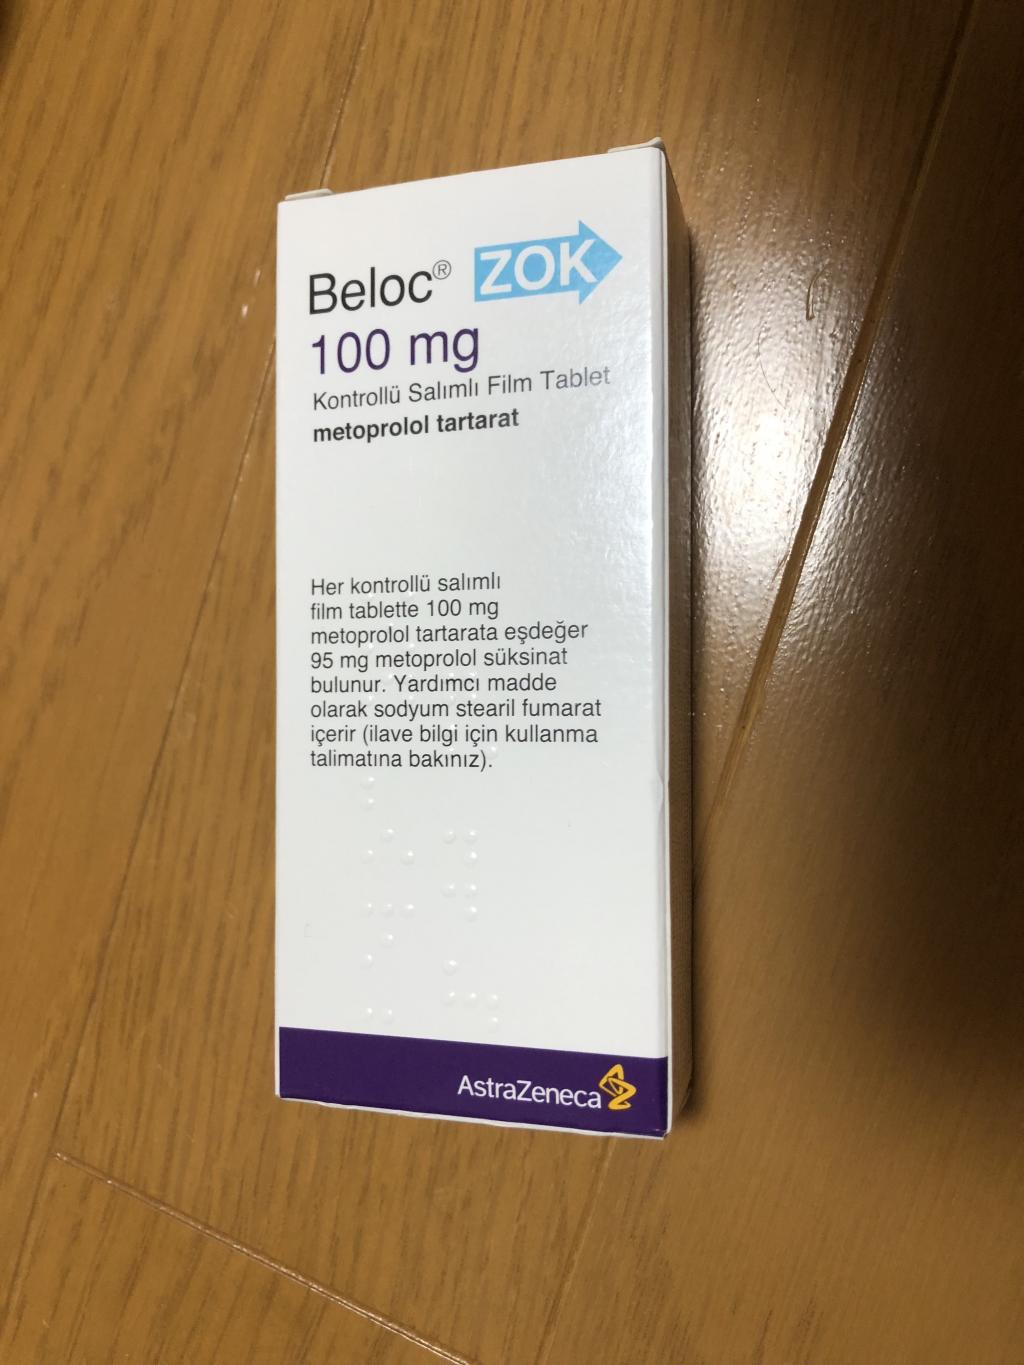 Beloc® ZOK
100 mg
Kontrollü Salımlı Film Tablet
metoprolol tartarat
Her kontrollü salımlı
film tablette 100 mg
metoprolol tartarata eşdeğer
95 mg metoprolol süksinat
bulunur. Yardımcı madde
olarak sodyum stearil fumarat
içerir (ilave bilgi için kullanma
talimatına bakınız).
AstraZeneca